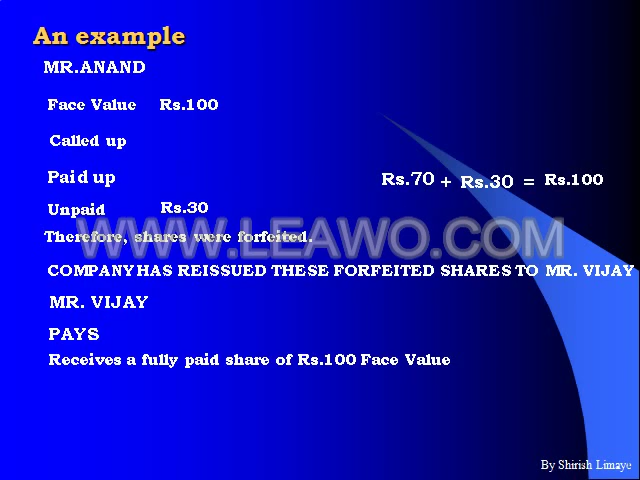 An example
MR.ANAND
Face Value Rs.100
Called up
Paid up Rs.70 + Rs.30 = Rs.100
Unpaid Rs.30
WWW.LEAWO.COM
Therefore, shares were forfeited.
COMPANY HAS REISSUED THESE FORFEITED SHARES TO MR. VIJAY
MR. VIJAY
PAYS
Receives a fully paid share of Rs.100 Face Value
By Shirish Limaye